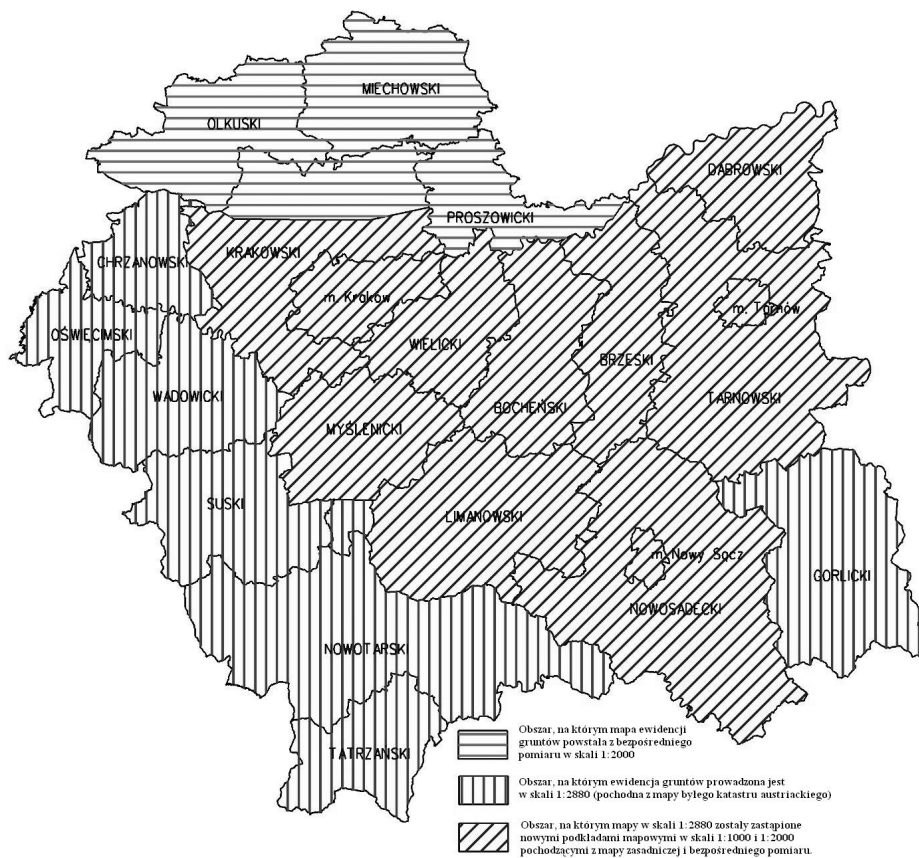 MIECHOWSKI
OLKUSKI
DĄBROWSKI
PROSZOWICKI
KRAKOWSKI
CHRZANOWSKI
m. Kraków
m. Tarnów
OŚWIĘCIMSKI
WIELICKI
BRZESKI
WADOWICKI
TARNOWSKI
BOCHEŃSKI
MYŚLENICKI
SUSKI
LIMANOWSKI
m. Nowy Sącz
GORLICKI
NOWOSĄDECKI
NOWOTARSKI
TATRZAŃSKI
Obszar, na którym mapa ewidencji
gruntów powstała z bezpośredniego
pomiaru w skali 1:2000
Obszar, na którym ewidencja gruntów prowadzona jest
w skali 1:2880 (pochodna z mapy byłego katastru austriackiego)
Obszar, na którym mapy w skali 1:2880 zostały zastąpione
nowymi podkładami mapowymi w skali 1:1000 i 1:2000
pochodzącymi z mapy zasadniczej i bezpośredniego pomiaru.